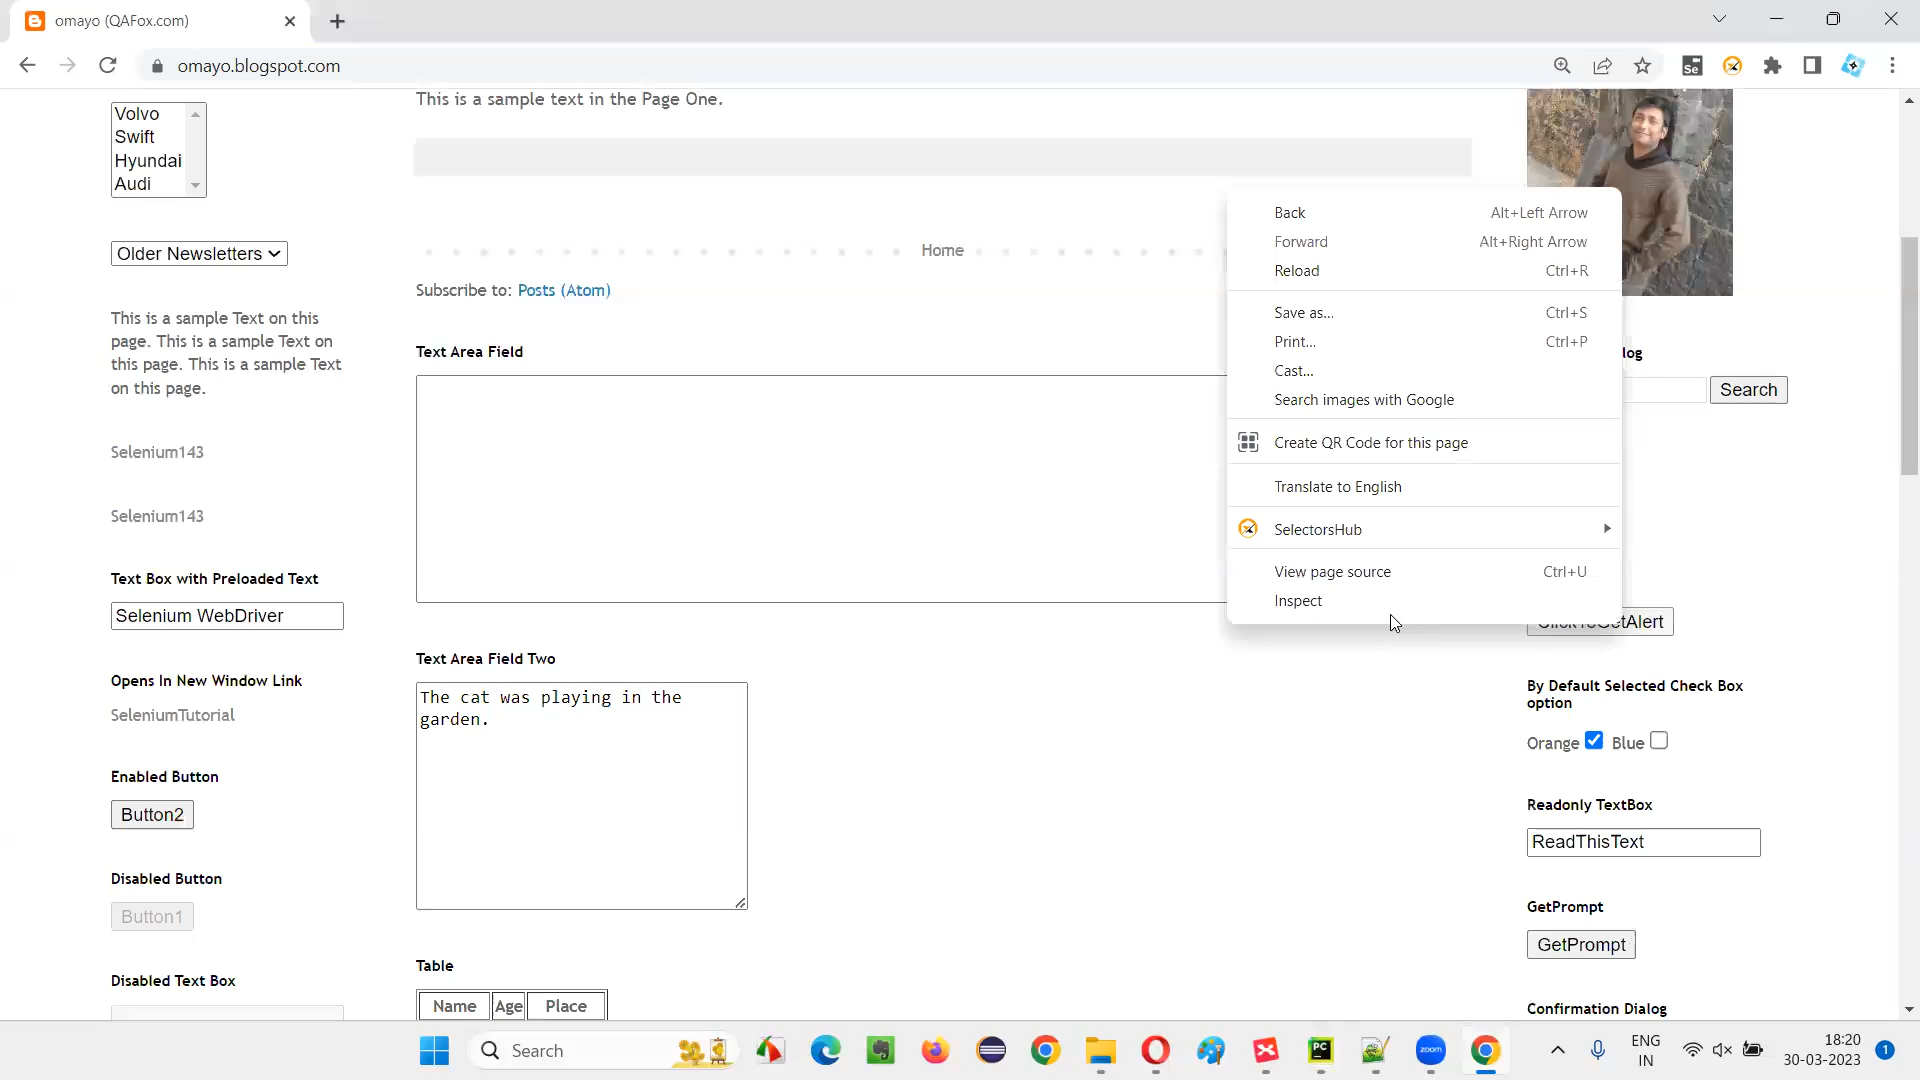 omayo (QAFox.com)
omayo.blogspot.com
Volvo
Swift
Hyundai
Audi
Older Newsletters
This is a sample Text on this
page. This is a sample Text on
this page. This is a sample Text
on this page.
Selenium143
Selenium143
Text Box with Preloaded Text
Selenium WebDriver
Opens In New Window Link
SeleniumTutorial
Enabled Button
Button2
Disabled Button
Button1
Disabled Text Box
This is a sample text in the Page One.
Home
Subscribe to: Posts (Atom)
Text Area Field
Text Area Field Two
The cat was playing in the
garden.
Table
Name Age Place
Back Alt+Left Arrow
Forward Alt+Right Arrow
Reload Ctrl+R
Save as... Ctrl+S
Print... Ctrl+P
Cast...
Search images with Google
Create QR Code for this page
Translate to English
SelectorsHub
View page source Ctrl+U
Inspect
log
Search
ClickToGetAlert
By Default Selected Check Box
option
Orange Blue
Readonly TextBox
ReadThisText
GetPrompt
GetPrompt
Confirmation Dialog
Search
zoom
PC
Se
ENG
IN
18:20
30-03-2023
1